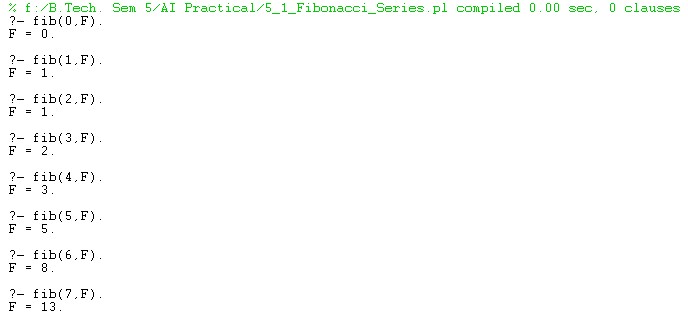 % f:/B.Tech. Sem 5/AI Practical/5_1_Fibonacci_Series.pl compiled 0.00 sec, 0 clauses
?- fib(0,F).
F = 0.
?- fib(1,F).
F = 1.
?- fib(2,F).
F = 1.
?- fib(3,F).
F = 2.
?- fib(4,F).
F = 3.
?- fib(5,F).
F = 5.
?- fib(6,F).
F = 8.
?- fib(7,F).
F = 13.